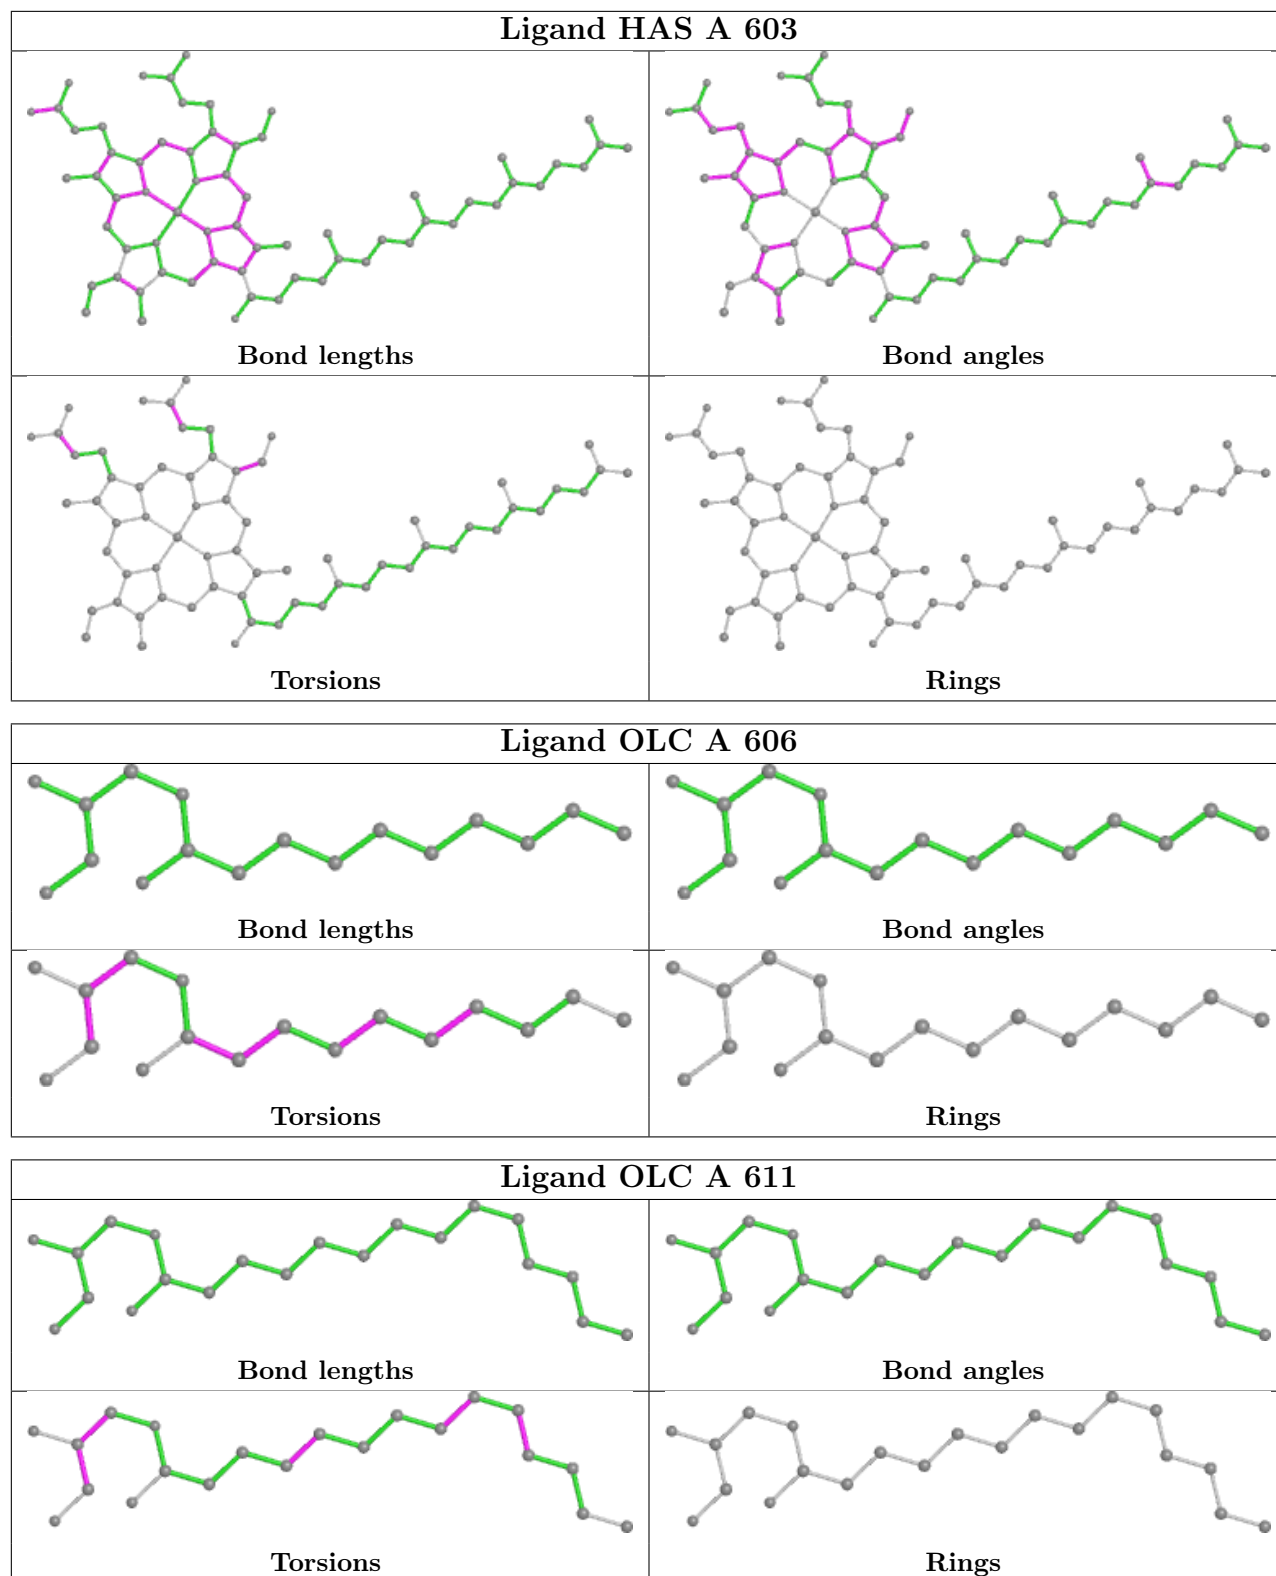 Ligand HAS A 603
Bond lengths
Bond angles
Torsions
Rings
Ligand OLC A 606
Bond lengths
Bond angles
Torsions
Rings
Ligand OLC A 611
Bond lengths
Bond angles
Torsions
Rings